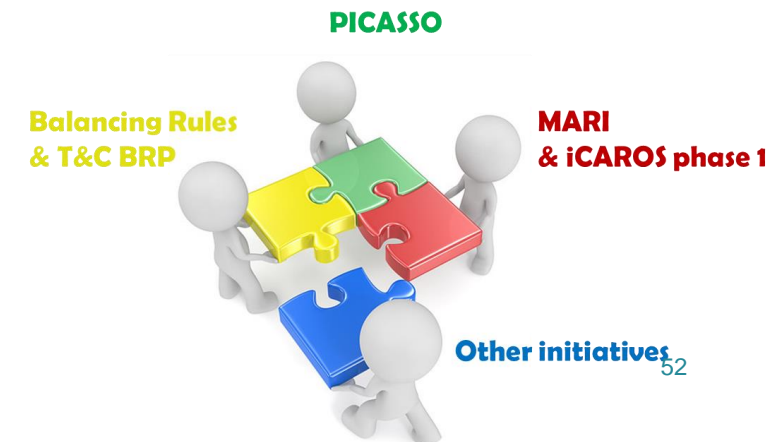 PICASSO
Balancing Rules
& T&C BRP
MARI
& iCAROS phase 1
Other initiatives
52